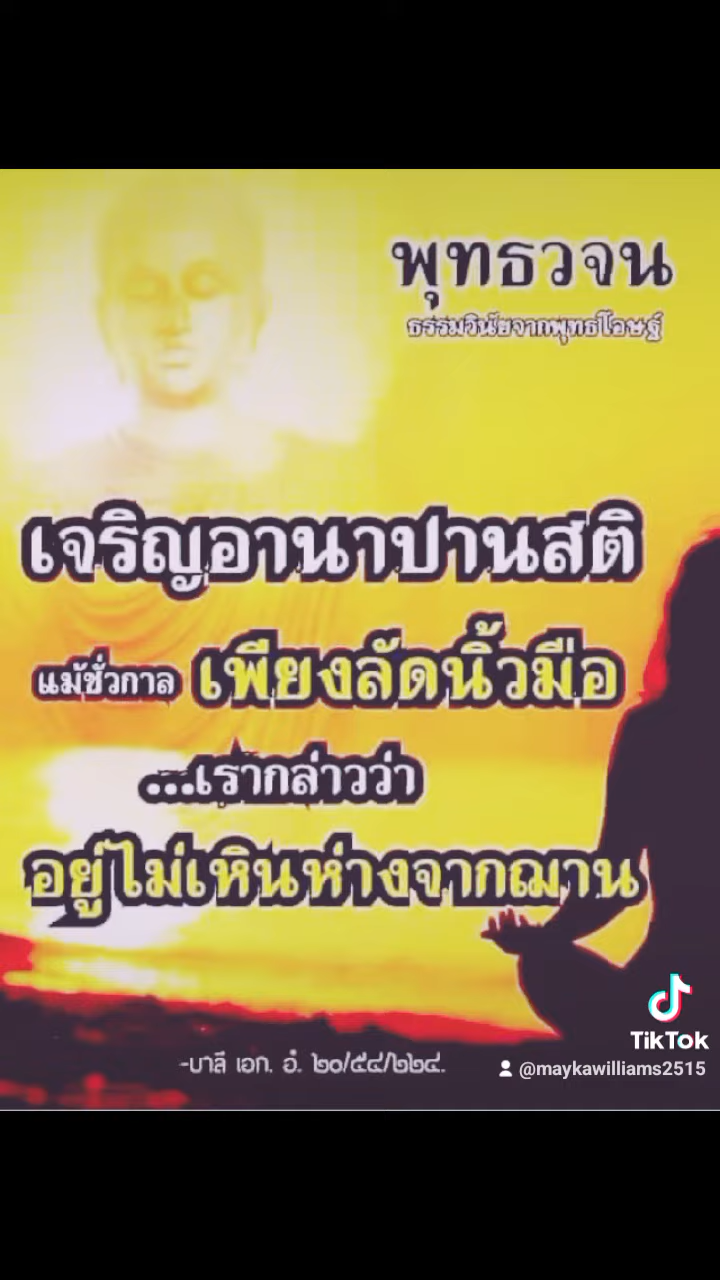 พุทธวจน
ธรรมวินัยจากพุทธโอษฐ์
เจริญอานาปานสติ
แม้ชั่วกาล เพียงลัดนิ้วมือ
...เรากล่าวว่า
อยู่ไม่เหินห่างจากฌาน
-บาลี เอก. อํ. ๒๐/๕๔/๒๒๔.
TikTok
@maykawilliams2515